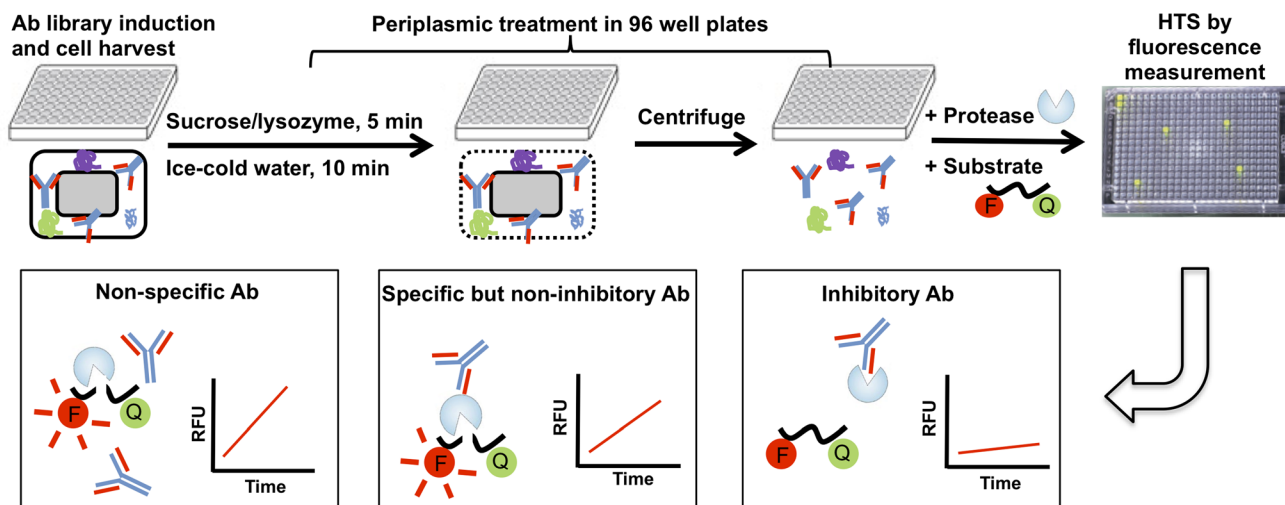 Ab library induction
and cell harvest
Periplasmic treatment in 96 well plates
HTS by
fluorescence
measurement
Sucrose/lysozyme, 5 min
Ice-cold water, 10 min
Centrifuge
+ Protease
+ Substrate
F
Q
Non-specific Ab
F
Q
RFU
Time
Specific but non-inhibitory Ab
F
Q
RFU
Time
Inhibitory Ab
F
Q
RFU
Time